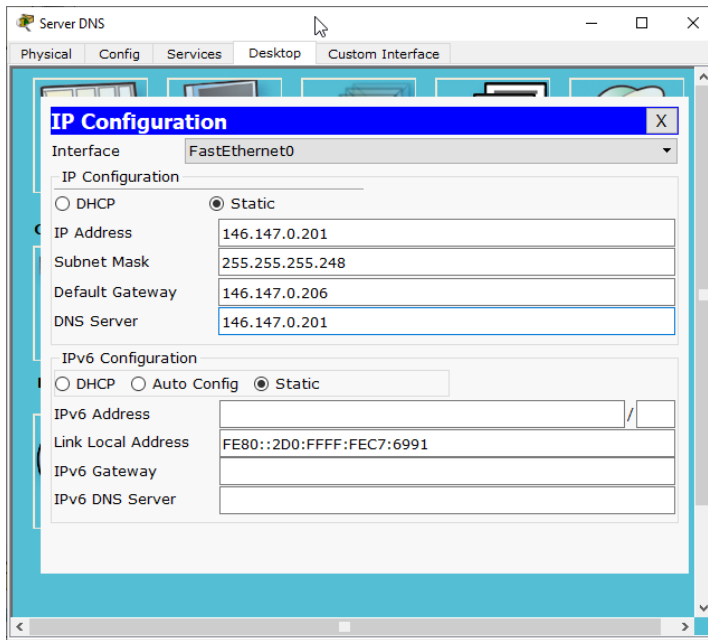 Server DNS
Physical Config Services Desktop Custom Interface
IP Configuration X
Interface FastEthernet0
IP Configuration
DHCP Static
IP Address 146.147.0.201
Subnet Mask 255.255.255.248
Default Gateway 146.147.0.206
DNS Server 146.147.0.201
IPv6 Configuration
DHCP Auto Config Static
IPv6 Address /
Link Local Address FE80::2D0:FFFF:FEC7:6991
IPv6 Gateway
IPv6 DNS Server